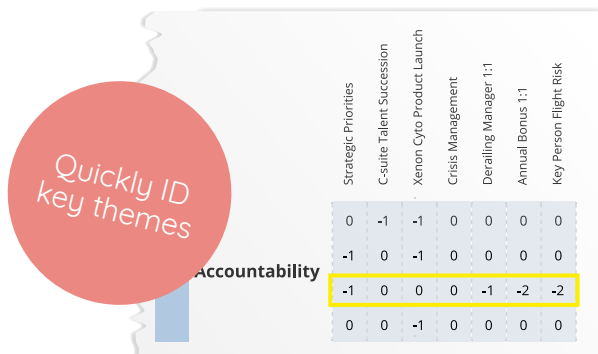 Strategic Priorities
C-suite Talent Succession
Xenon Cyto Product Launch
Crisis Management
Derailing Manager 1:1
Annual Bonus 1:1
Key Person Flight Risk
Quickly ID
key themes
0 -1 -1 0 0 0 0
-1 0 -1 0 0 0 0
Accountability
-1 0 0 0 -1 -2 -2
0 0 -1 0 0 0 0